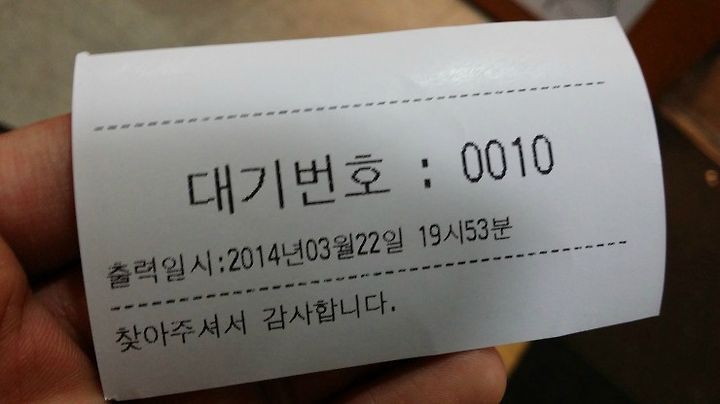 대기번호 : 0010
출력일시:2014년03월22일 19시53분
찾아주셔서 감사합니다.